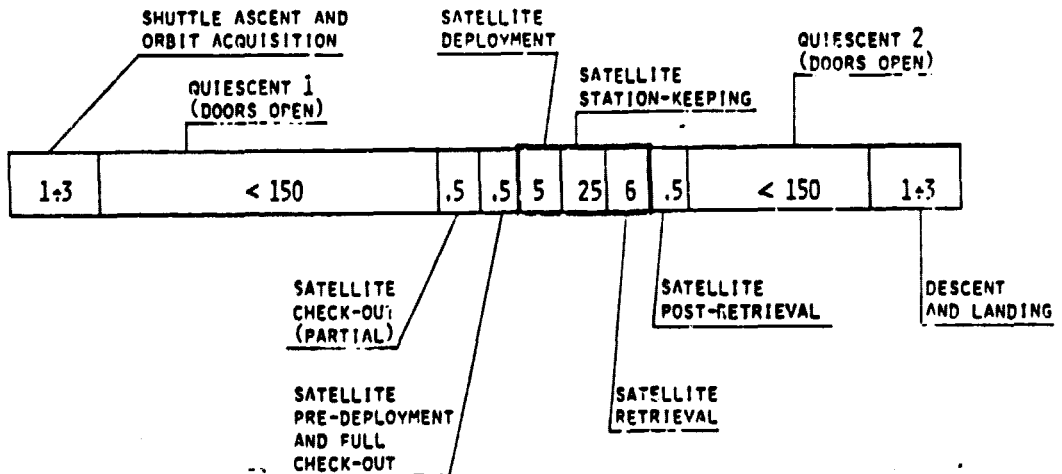 SHUTTLE ASCENT AND
ORBIT ACQUISITION
QUIESCENT 1
(DOORS OPEN)
SATELLITE
DEPLOYMENT
SATELLITE
STATION-KEEPING
QUIESCENT 2
(DOORS OPEN)
1÷3
< 150
.5
.5
5
25
6
.5
< 150
1÷3
SATELLITE
CHECK-OUT
(PARTIAL)
SATELLITE
PRE-DEPLOYMENT
AND FULL
CHECK-OUT
SATELLITE
RETRIEVAL
SATELLITE
POST-RETRIEVAL
DESCENT
AND LANDING